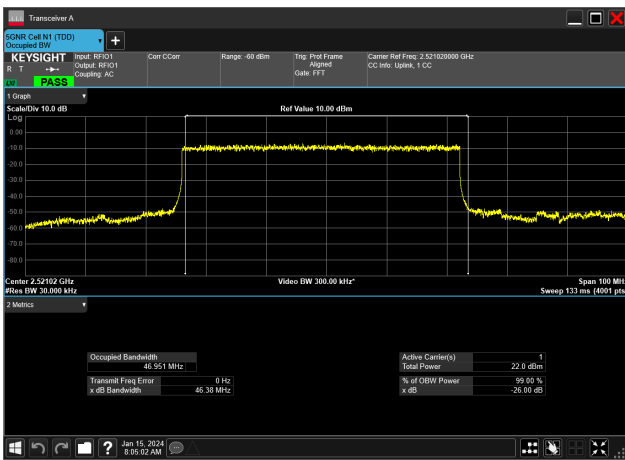 Transceiver A
5GNR Cell N1 (TDD)
Occupied BW
KEYSIGHT
R T
LV
PASS
Input: RFIO1
Output: RFIO1
Coupling: AC
Corr CCorr
Range: -60 dBm
Trig: Prot Frame
Aligned
Gate: FFT
Carrier Ref Freq: 2.521020000 GHz
CC Info: Uplink, 1 CC
1 Graph
Scale/Div 10.0 dB
Ref Value 10.00 dBm
Log
0.00
-10.0
-20.0
-30.0
-40.0
-50.0
-60.0
-70.0
-80.0
Center 2.52102 GHz
Video BW 300.00 kHz*
Span 100 MH
#Res BW 30.000 kHz
Sweep 133 ms (4001 pts
2 Metrics
Occupied Bandwidth
46.951 MHz
Transmit Freq Error 0 Hz
x dB Bandwidth 46.38 MHz
Active Carrier(s) 1
Total Power 22.0 dBm
% of OBW Power 99.00 %
x dB -26.00 dB
Jan 15, 2024
8:05:02 AM